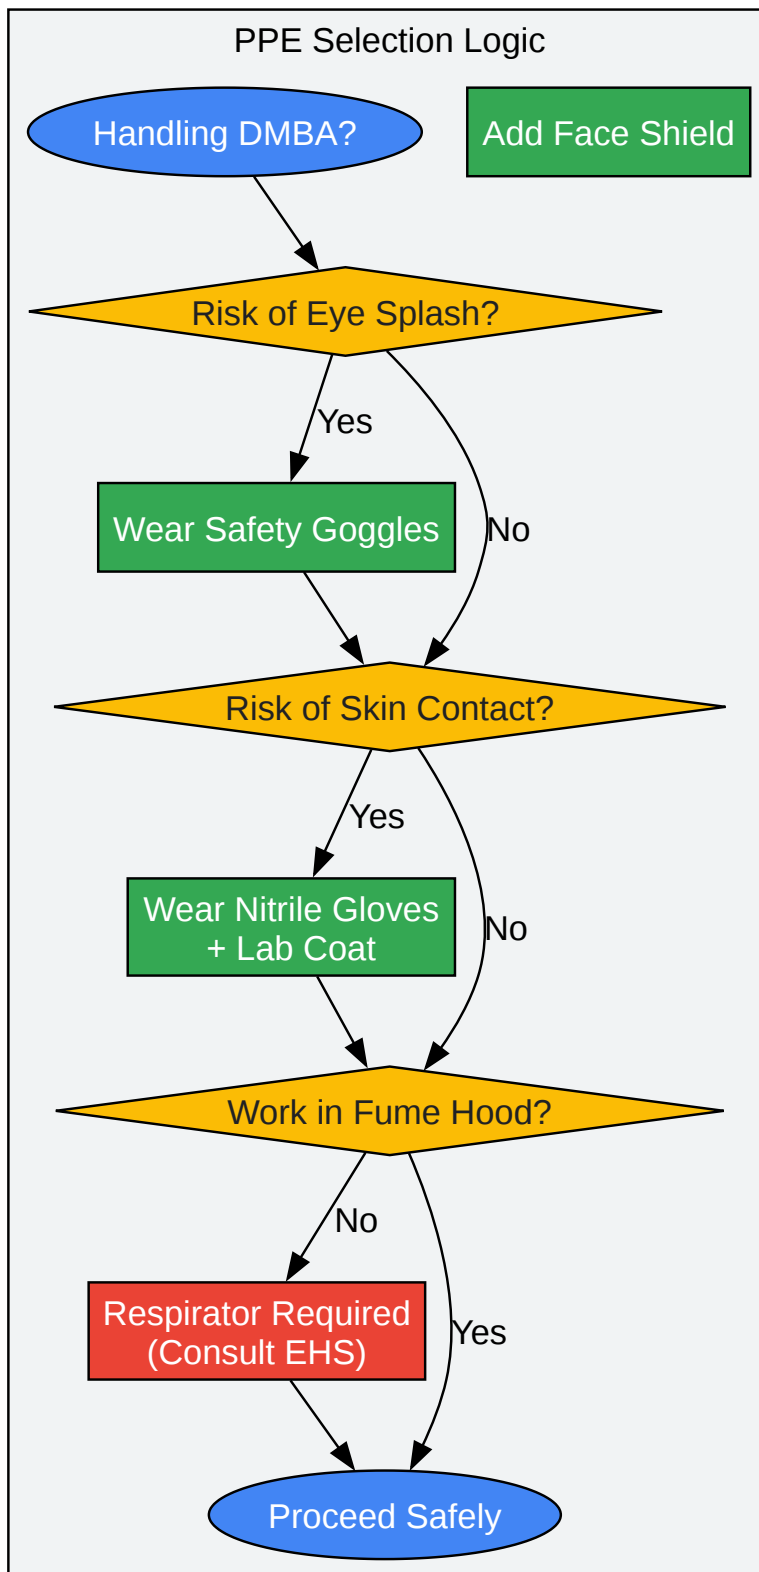 PPE Selection Logic
Handling DMBA?
Add Face Shield
Risk of Eye Splash?
Yes
Wear Safety Goggles
No
Risk of Skin Contact?
Yes
Wear Nitrile Gloves
+ Lab Coat
No
Work in Fume Hood?
No
Respirator Required
(Consult EHS)
Yes
Proceed Safely